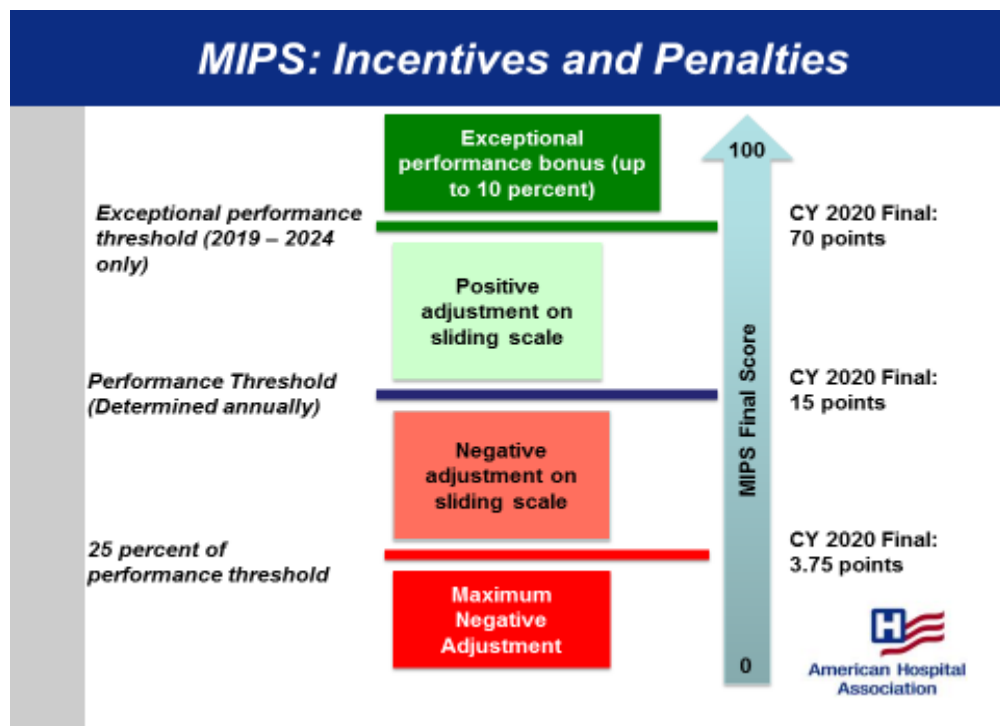 MIPS: Incentives and Penalties
Exceptional
performance bonus (up
to 10 percent)
100
Exceptional performance
threshold (2019 – 2024
only)
CY 2020 Final:
70 points
Positive
adjustment on
sliding scale
MIPS Final Score
Performance Threshold
(Determined annually)
CY 2020 Final:
15 points
Negative
adjustment on
sliding scale
25 percent of
performance threshold
CY 2020 Final:
3.75 points
Maximum
Negative
Adjustment
0
H
American Hospital
Association